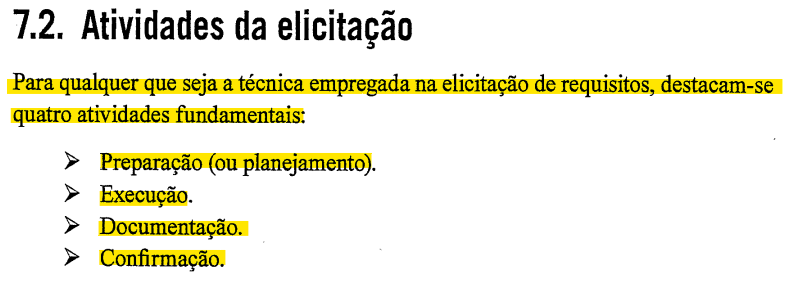 7.2. Atividades da elicitação
Para qualquer que seja a técnica empregada na elicitação de requisitos, destacam-se
quatro atividades fundamentais:
➢ Preparação (ou planejamento).
➢ Execução.
➢ Documentação.
➢ Confirmação.